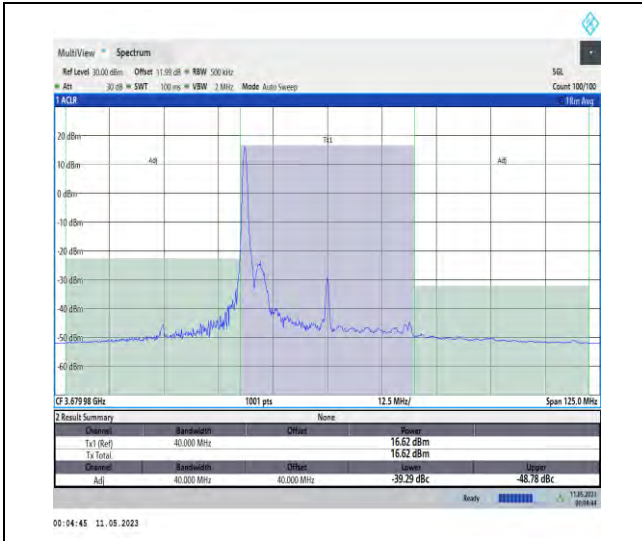 MultiView Spectrum
Ref Level 30.00 dBm Offset 11.99 dB RBW 500 kHz SGL
Att 30 dB SWT 100 ms VBW 2 MHz Mode Auto Sweep Count 100/100
1 ACLR 1Rm Avg
Tx1
20 dBm
Adj Adj
10 dBm
0 dBm
-10 dBm
-20 dBm
-30 dBm
-40 dBm
-50 dBm
-60 dBm
CF 3.67998 GHz 1001 pts 12.5 MHz/ Span 125.0 MHz
2 Result Summary None
Channel Bandwidth Offset Power
Tx1 (Ref) 40.000 MHz 16.62 dBm
Tx Total 16.62 dBm
Channel Bandwidth Offset Lower Upper
Adj 40.000 MHz 40.000 MHz -39.29 dBc -48.78 dBc
Ready 11.05.2023
00:04:44
00:04:45 11.05.2023